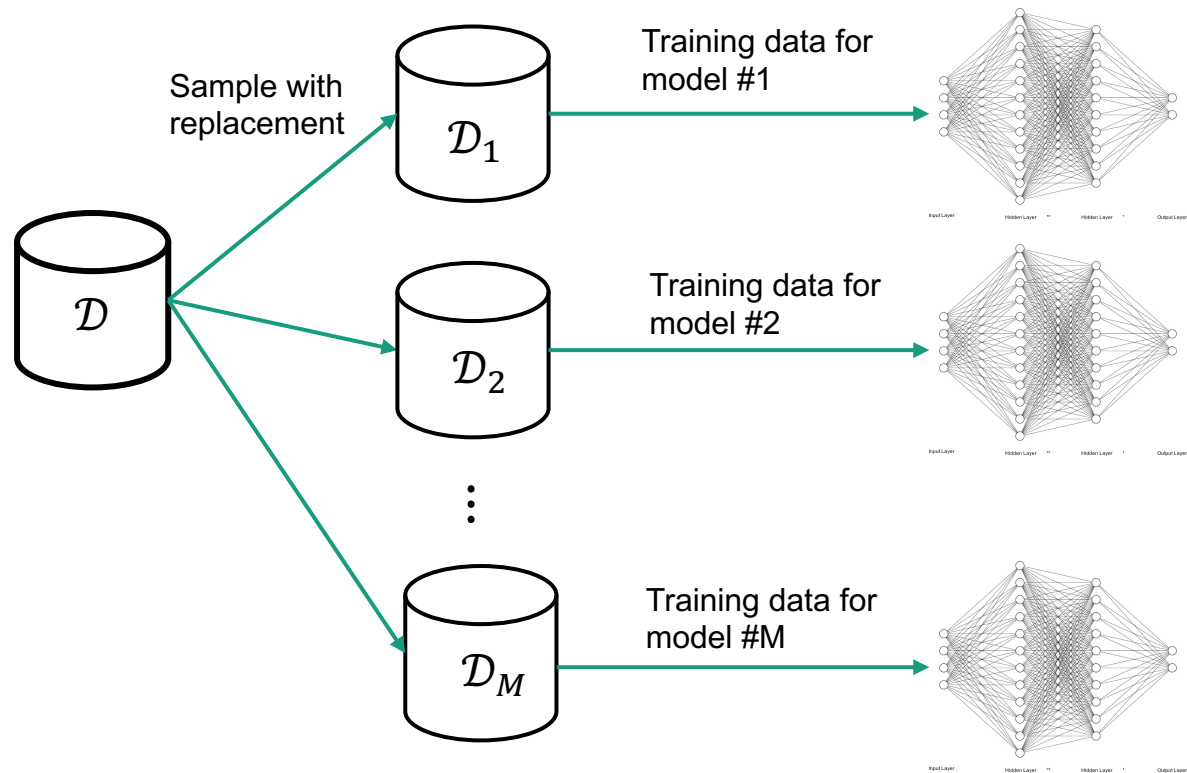 Training data for
model #1
Sample with
replacement
𝒟₁
Input Layer Hidden Layer Hidden Layer Output Layer
𝒟
Training data for
model #2
𝒟₂
Input Layer Hidden Layer Hidden Layer Output Layer
⋮
Training data for
model #M
𝒟_M
Input Layer Hidden Layer Hidden Layer Output Layer